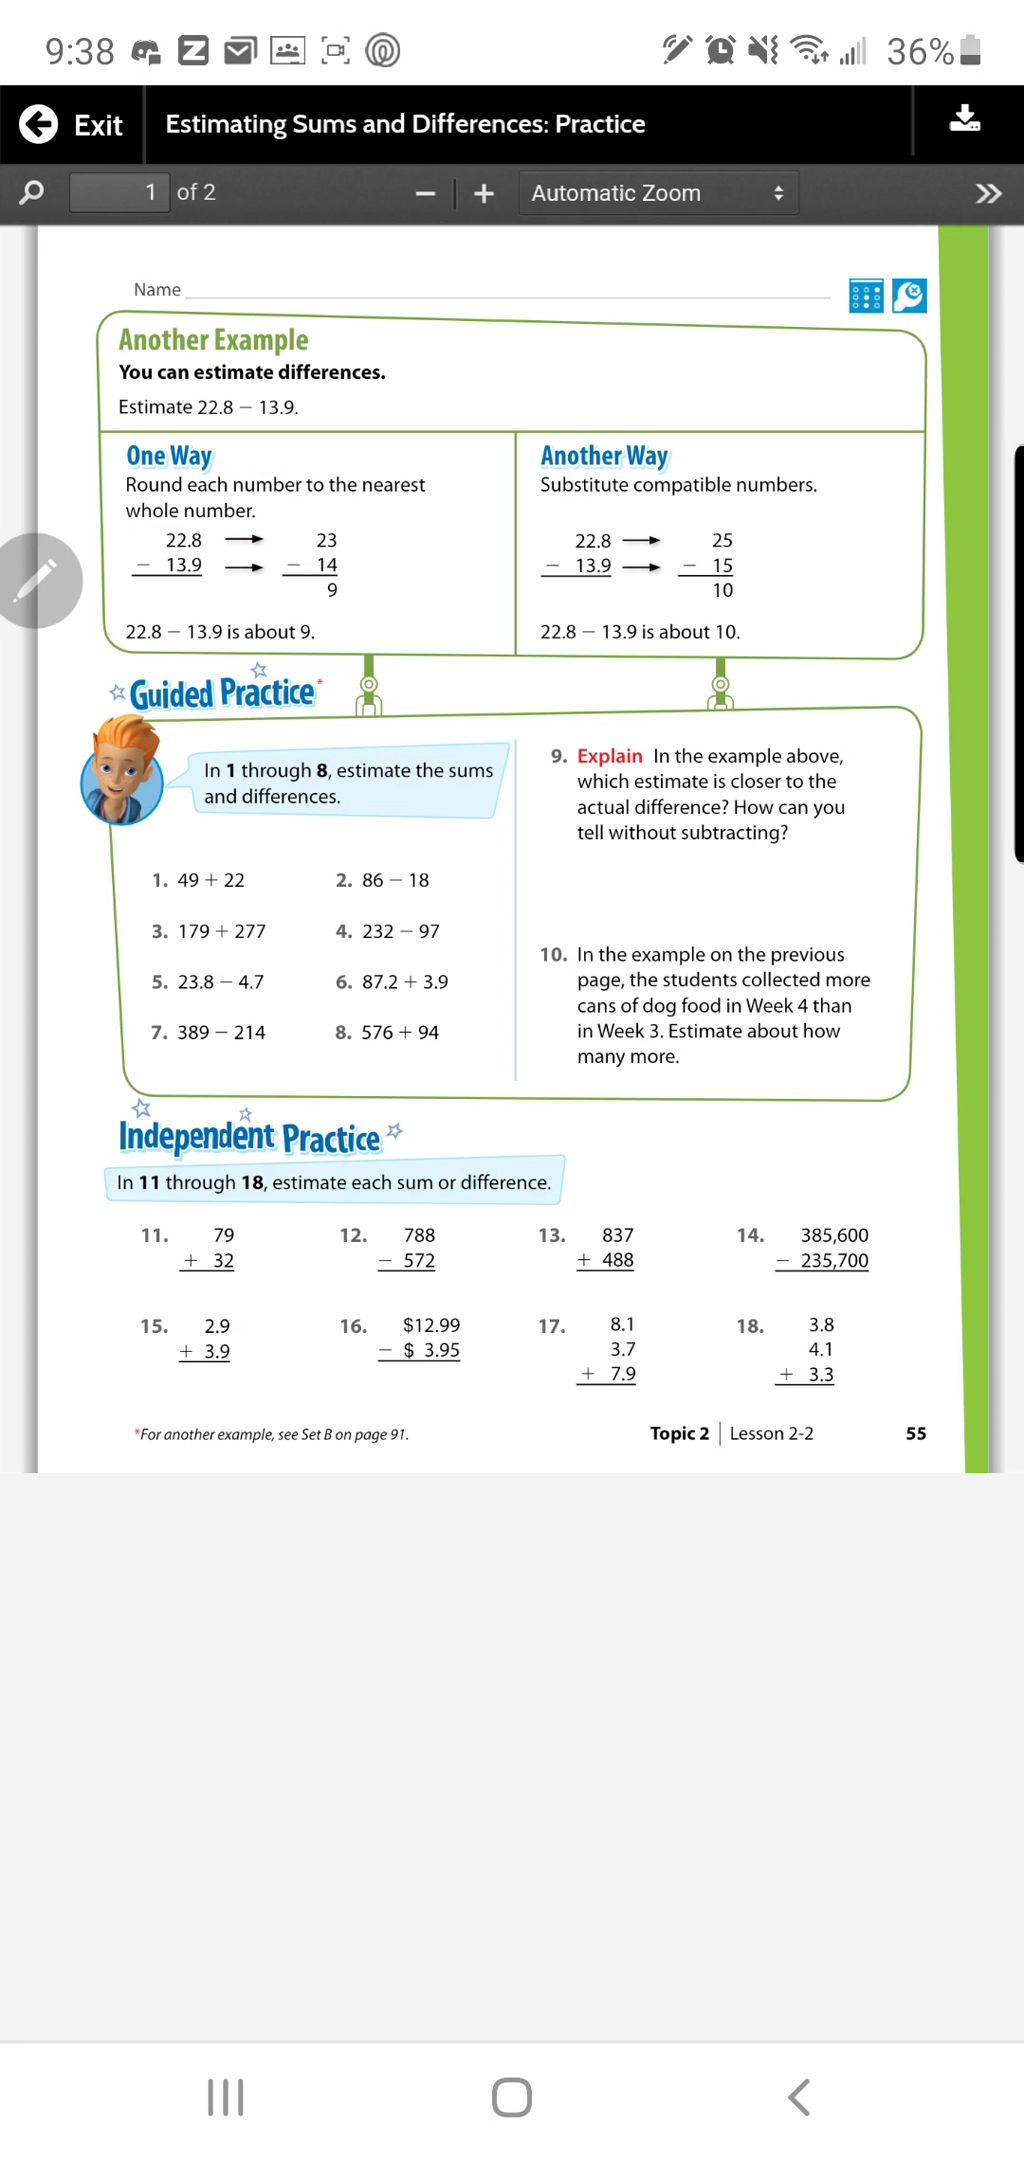 9:38 Z 36%
Exit Estimating Sums and Differences: Practice
1 of 2 − + Automatic Zoom
Name
Another Example
You can estimate differences.
Estimate 22.8 − 13.9.
One Way
Round each number to the nearest
whole number.
22.8 → 23
− 13.9 → − 14
9
22.8 − 13.9 is about 9.
Another Way
Substitute compatible numbers.
22.8 → 25
− 13.9 → − 15
10
22.8 − 13.9 is about 10.
Guided Practice*
In 1 through 8, estimate the sums
and differences.
1. 49 + 22 2. 86 − 18
3. 179 + 277 4. 232 − 97
5. 23.8 − 4.7 6. 87.2 + 3.9
7. 389 − 214 8. 576 + 94
9. Explain In the example above,
which estimate is closer to the
actual difference? How can you
tell without subtracting?
10. In the example on the previous
page, the students collected more
cans of dog food in Week 4 than
in Week 3. Estimate about how
many more.
Independent Practice
In 11 through 18, estimate each sum or difference.
11. 79 12. 788 13. 837 14. 385,600
+ 32 − 572 + 488 − 235,700
15. 2.9 16. $12.99 17. 8.1 18. 3.8
+ 3.9 − $ 3.95 3.7 4.1
+ 7.9 + 3.3
*For another example, see Set B on page 91.
Topic 2 | Lesson 2-2 55